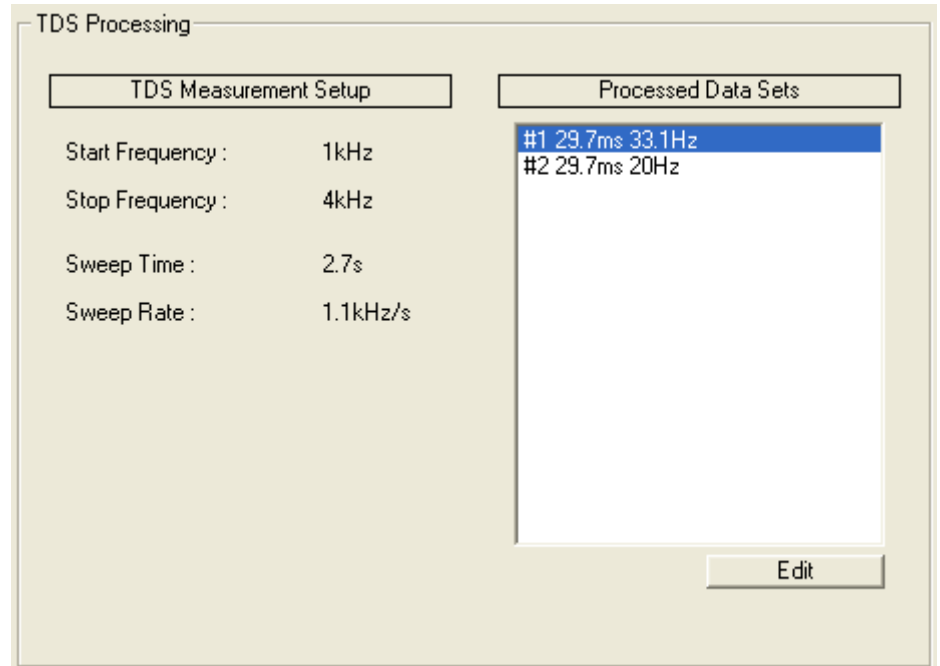 TDS Processing
TDS Measurement Setup
Start Frequency : 1kHz
Stop Frequency : 4kHz
Sweep Time : 2.7s
Sweep Rate : 1.1kHz/s
Processed Data Sets
#1 29.7ms 33.1Hz
#2 29.7ms 20Hz
Edit